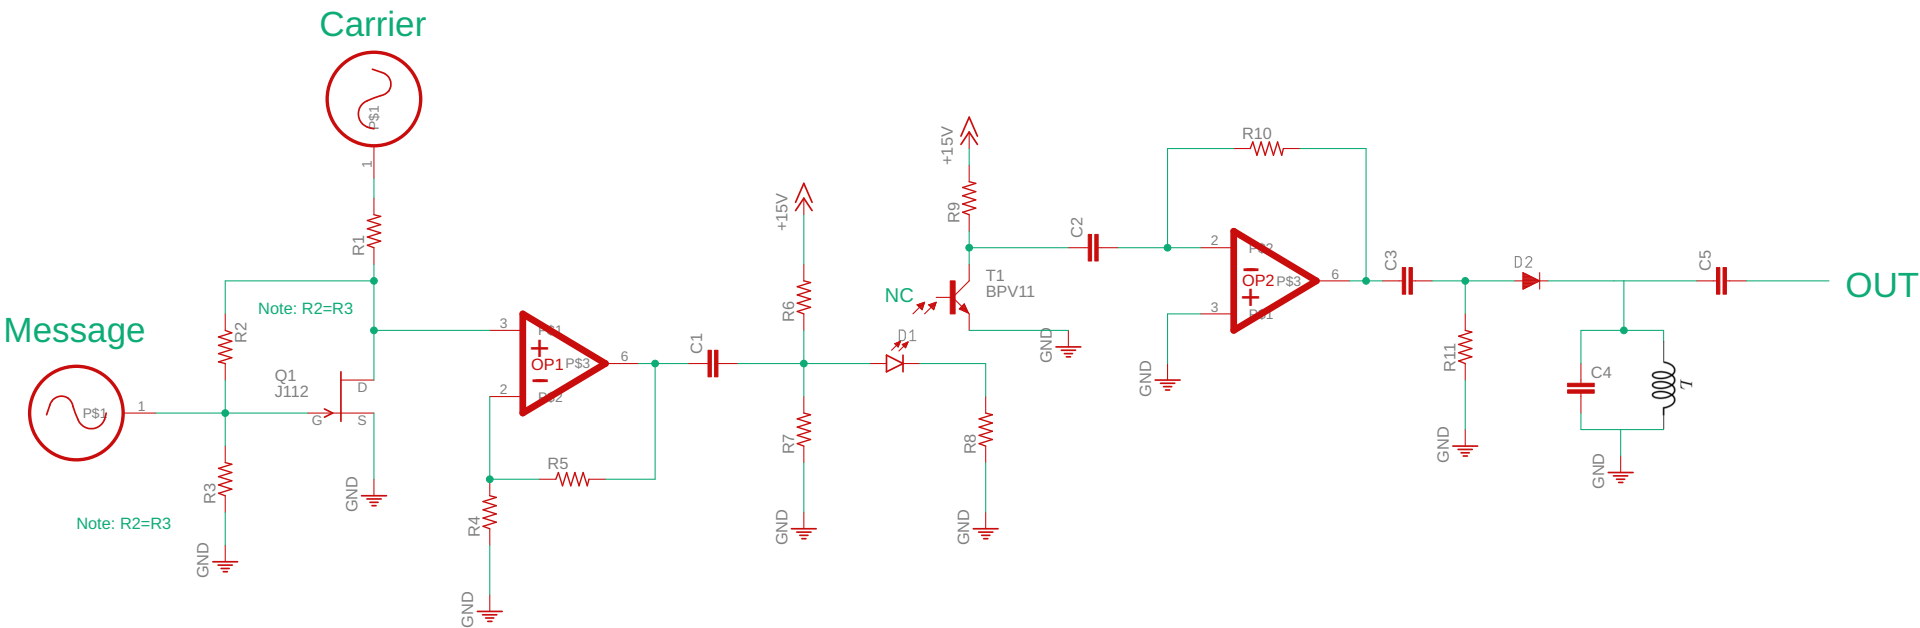 Carrier
P$1
1
R1
Note: R2=R3
R2
Message
P$1
1
Q1
J112
G
D
S
GND
R3
Note: R2=R3
GND
3
P$1
OP1
P$3
6
2
P$2
R5
R4
GND
C1
+15V
R6
R7
GND
D1
R8
GND
+15V
R9
NC
T1
BPV11
GND
C2
R10
2
P$2
OP2
P$3
6
3
P$1
GND
C3
R11
GND
D2
C4
L
GND
C5
OUT